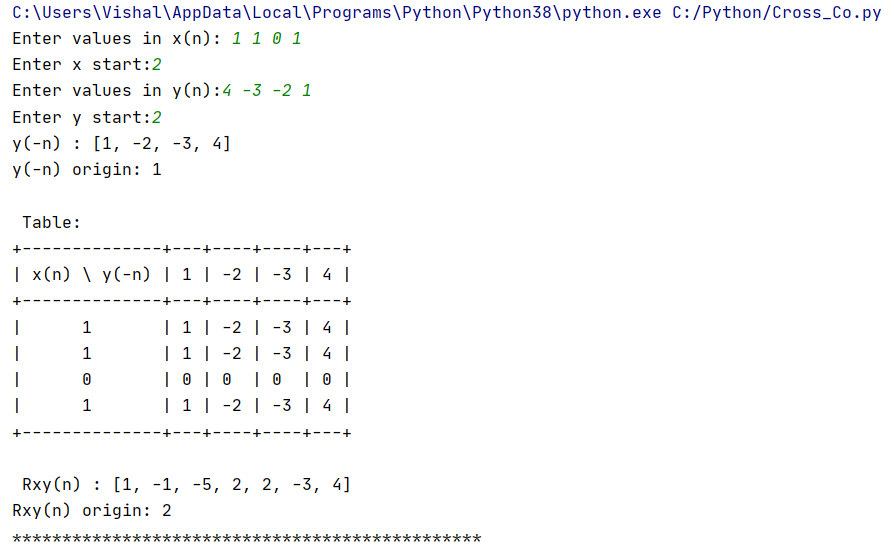 C:\Users\Vishal\AppData\Local\Programs\Python\Python38\python.exe C:/Python/Cross_Co.py
Enter values in x(n): 1 1 0 1
Enter x start:2
Enter values in y(n):4 -3 -2 1
Enter y start:2
y(-n) : [1, -2, -3, 4]
y(-n) origin: 1

 Table:
+--------------+---+----+----+---+
| x(n) \ y(-n) | 1 | -2 | -3 | 4 |
+--------------+---+----+----+---+
|      1       | 1 | -2 | -3 | 4 |
|      1       | 1 | -2 | -3 | 4 |
|      0       | 0 | 0  | 0  | 0 |
|      1       | 1 | -2 | -3 | 4 |
+--------------+---+----+----+---+

 Rxy(n) : [1, -1, -5, 2, 2, -3, 4]
Rxy(n) origin: 2
***********************************************